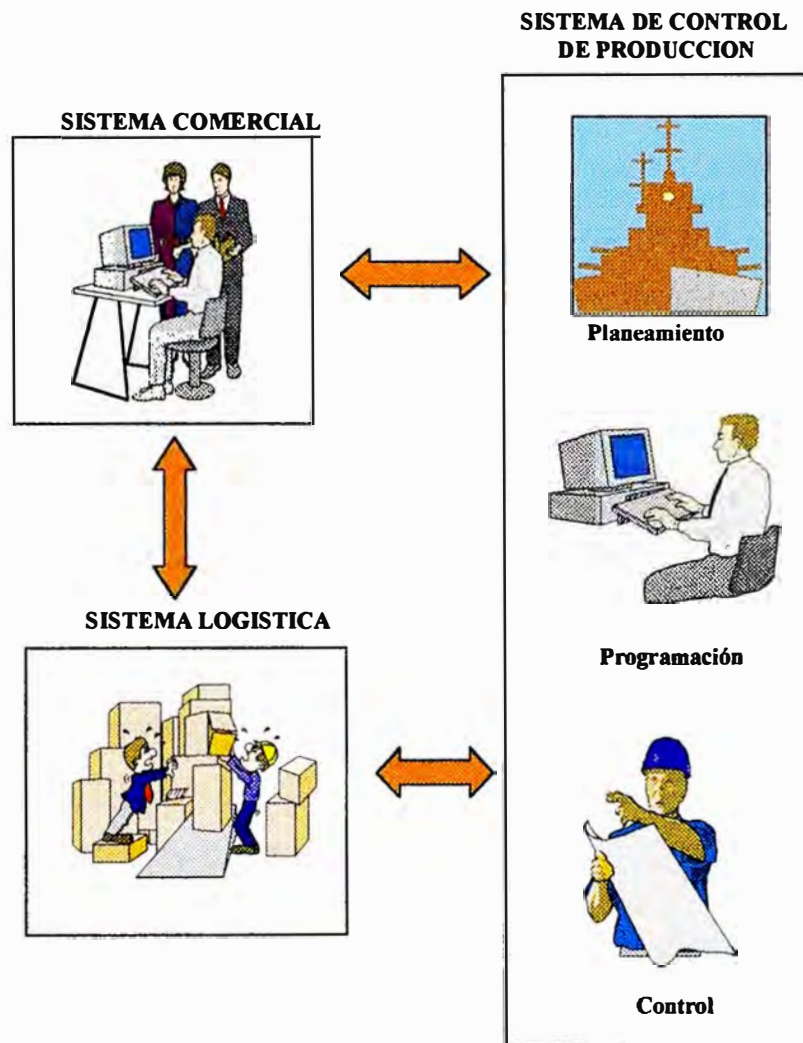 SISTEMA DE CONTROL
DE PRODUCCION
SISTEMA COMERCIAL
Planeamiento
SISTEMA LOGISTICA
Programación
Control